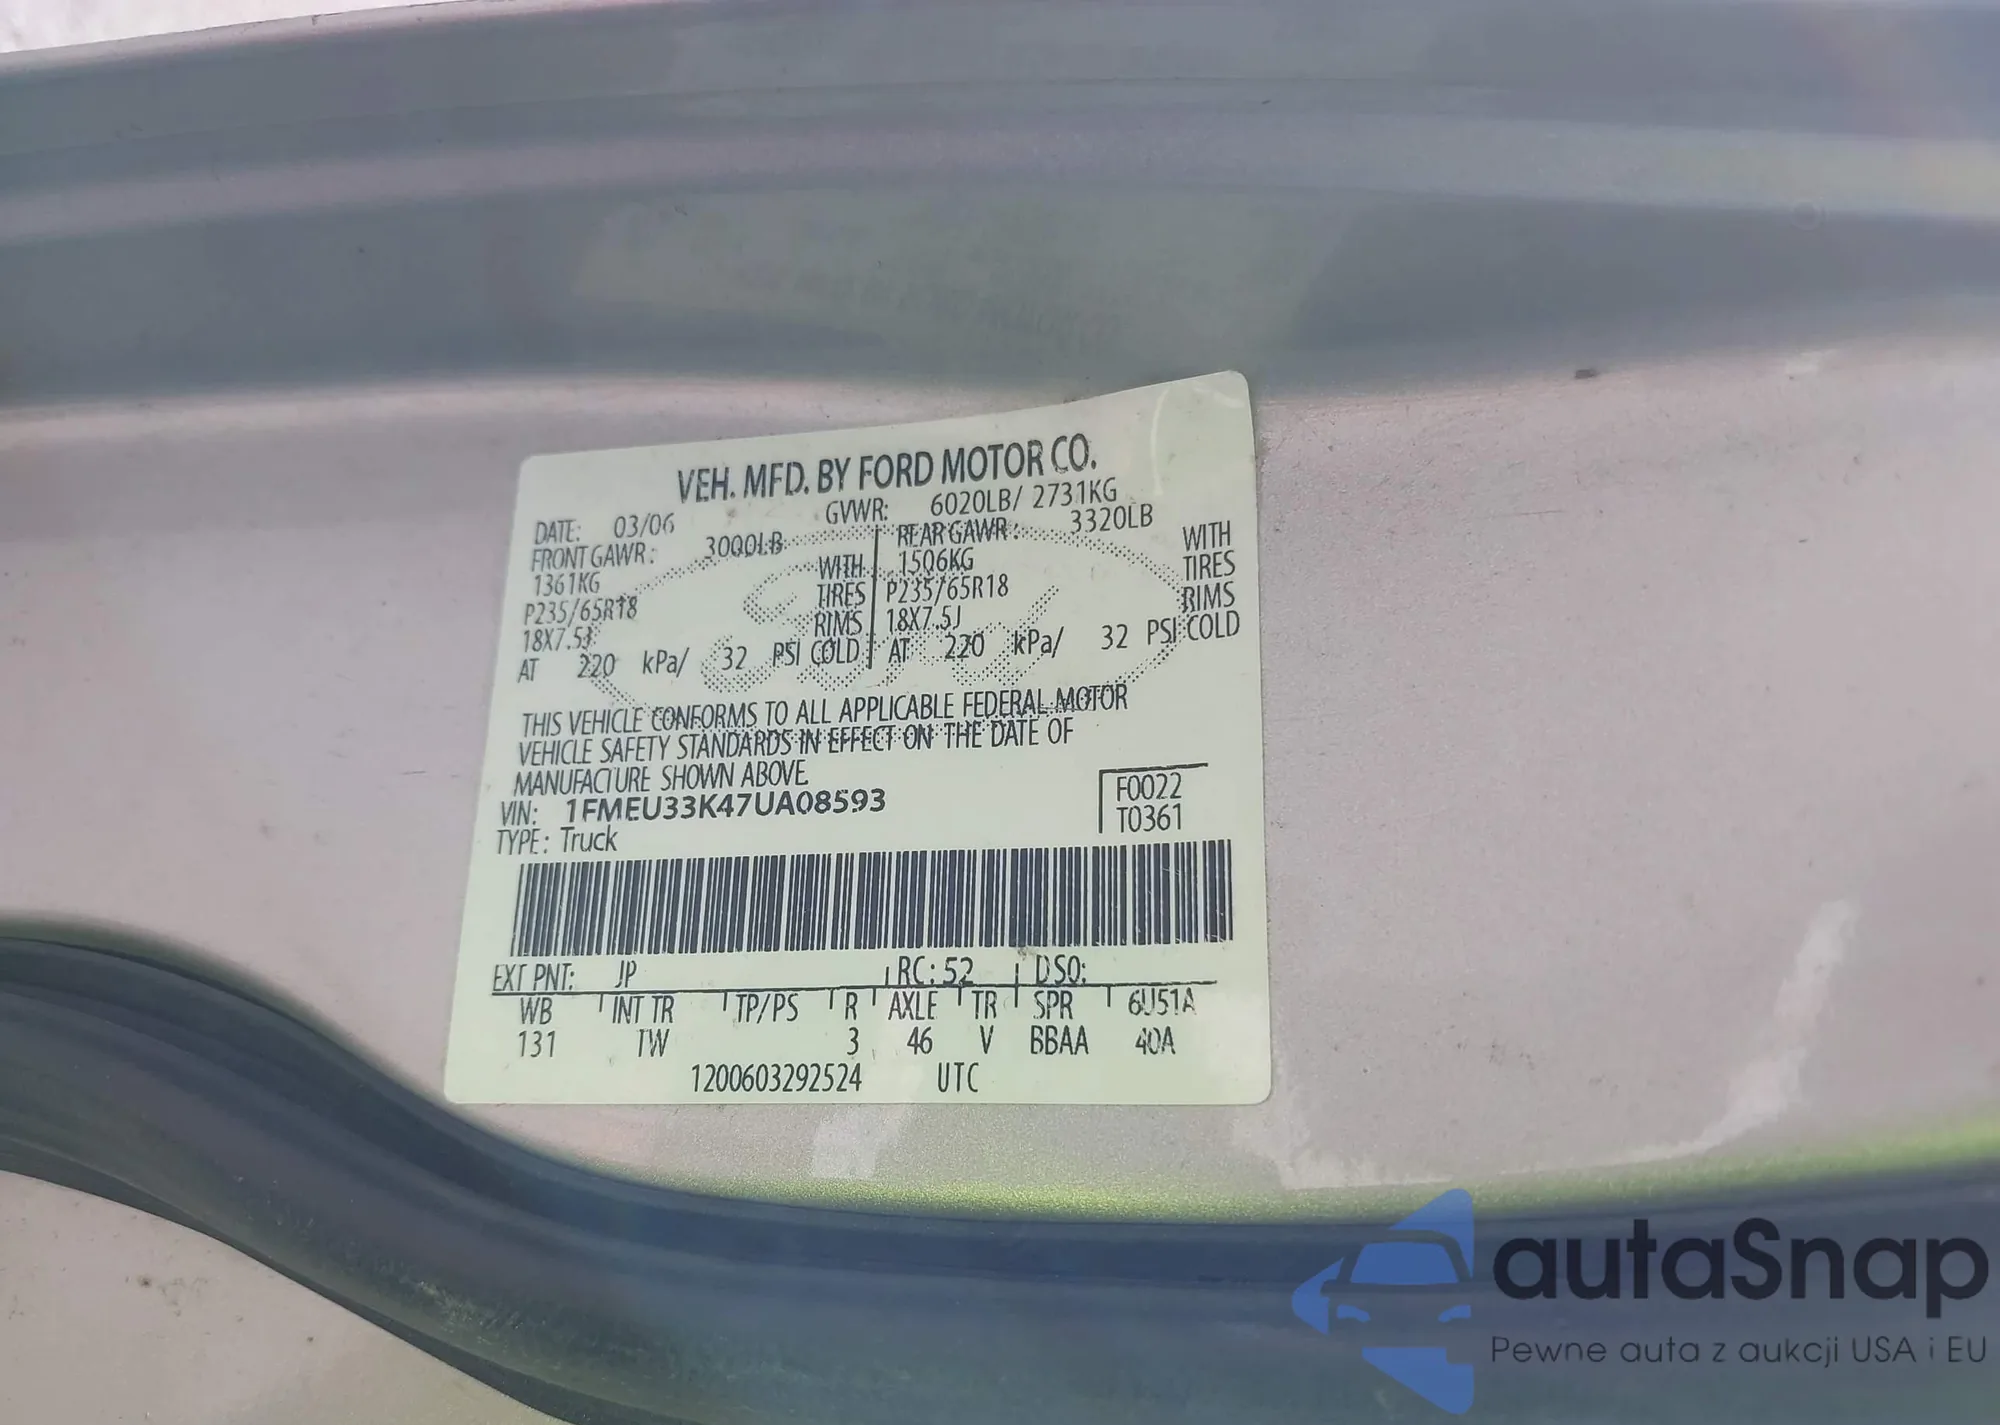 VEH. MFD. BY FORD MOTOR CO.
DATE: 03/06 GVWR: 6020LB/ 2731KG
FRONT GAWR: 3000LB REAR GAWR: 3320LB
1361KG WITH 1506KG WITH
P235/65R18 TIRES P235/65R18 TIRES
18X7.5J RIMS 18X7.5J RIMS
AT 220 kPa/ 32 PSI COLD AT 220 kPa/ 32 PSI COLD
THIS VEHICLE CONFORMS TO ALL APPLICABLE FEDERAL MOTOR
VEHICLE SAFETY STANDARDS IN EFFECT ON THE DATE OF
MANUFACTURE SHOWN ABOVE
VIN: 1FMEU33K47UA08593 F0022
TYPE: Truck T0361
EXT PNT: JP RC: 52 DSO:
WB INT TR TP/PS R AXLE TR SPR 6U51A
131 TW 3 46 V BBAA 40A
1200603292524 UTC
autaSnap
Pewne auta z aukcji USA i EU